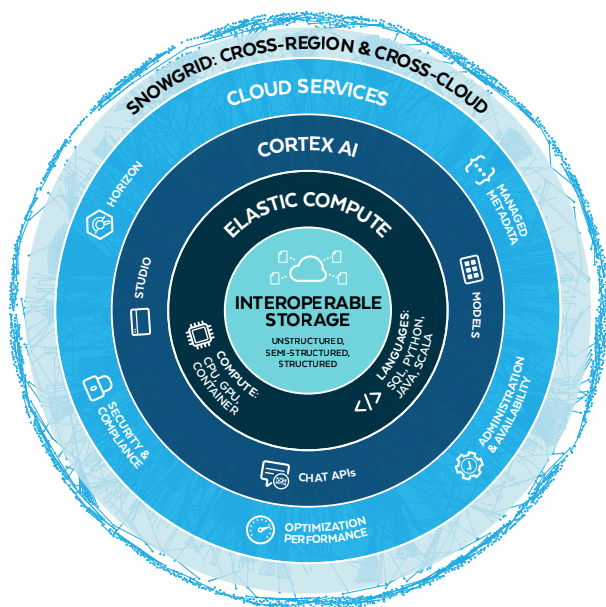 SNOWGRID: CROSS-REGION & CROSS-CLOUD
CLOUD SERVICES
HORIZON
MANAGED
METADATA
SECURITY &
COMPLIANCE
ADMINISTRATION
& AVAILABILITY
OPTIMIZATION
PERFORMANCE
CORTEX AI
STUDIO
MODELS
CHAT APIs
ELASTIC COMPUTE
COMPUTE:
CPU, GPU,
CONTAINER
LANGUAGES:
SQL, PYTHON,
JAVA, SCALA
</>
INTEROPERABLE
STORAGE
UNSTRUCTURED,
SEMI-STRUCTURED,
STRUCTURED